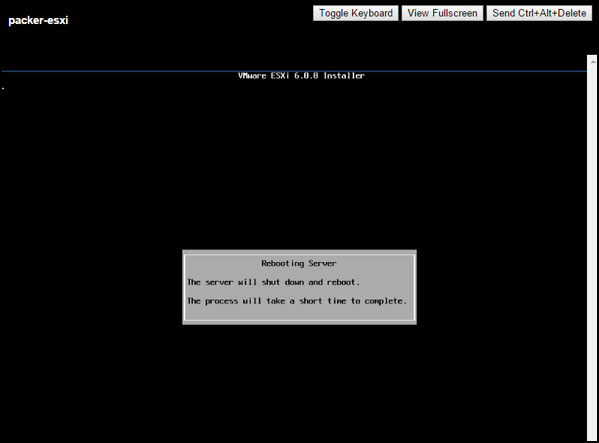 packer-esxi
Toggle Keyboard View Fullscreen Send Ctrl+Alt+Delete
VMware ESXi 6.0.0 Installer
Rebooting Server
The server will shut down and reboot.
The process will take a short time to complete.